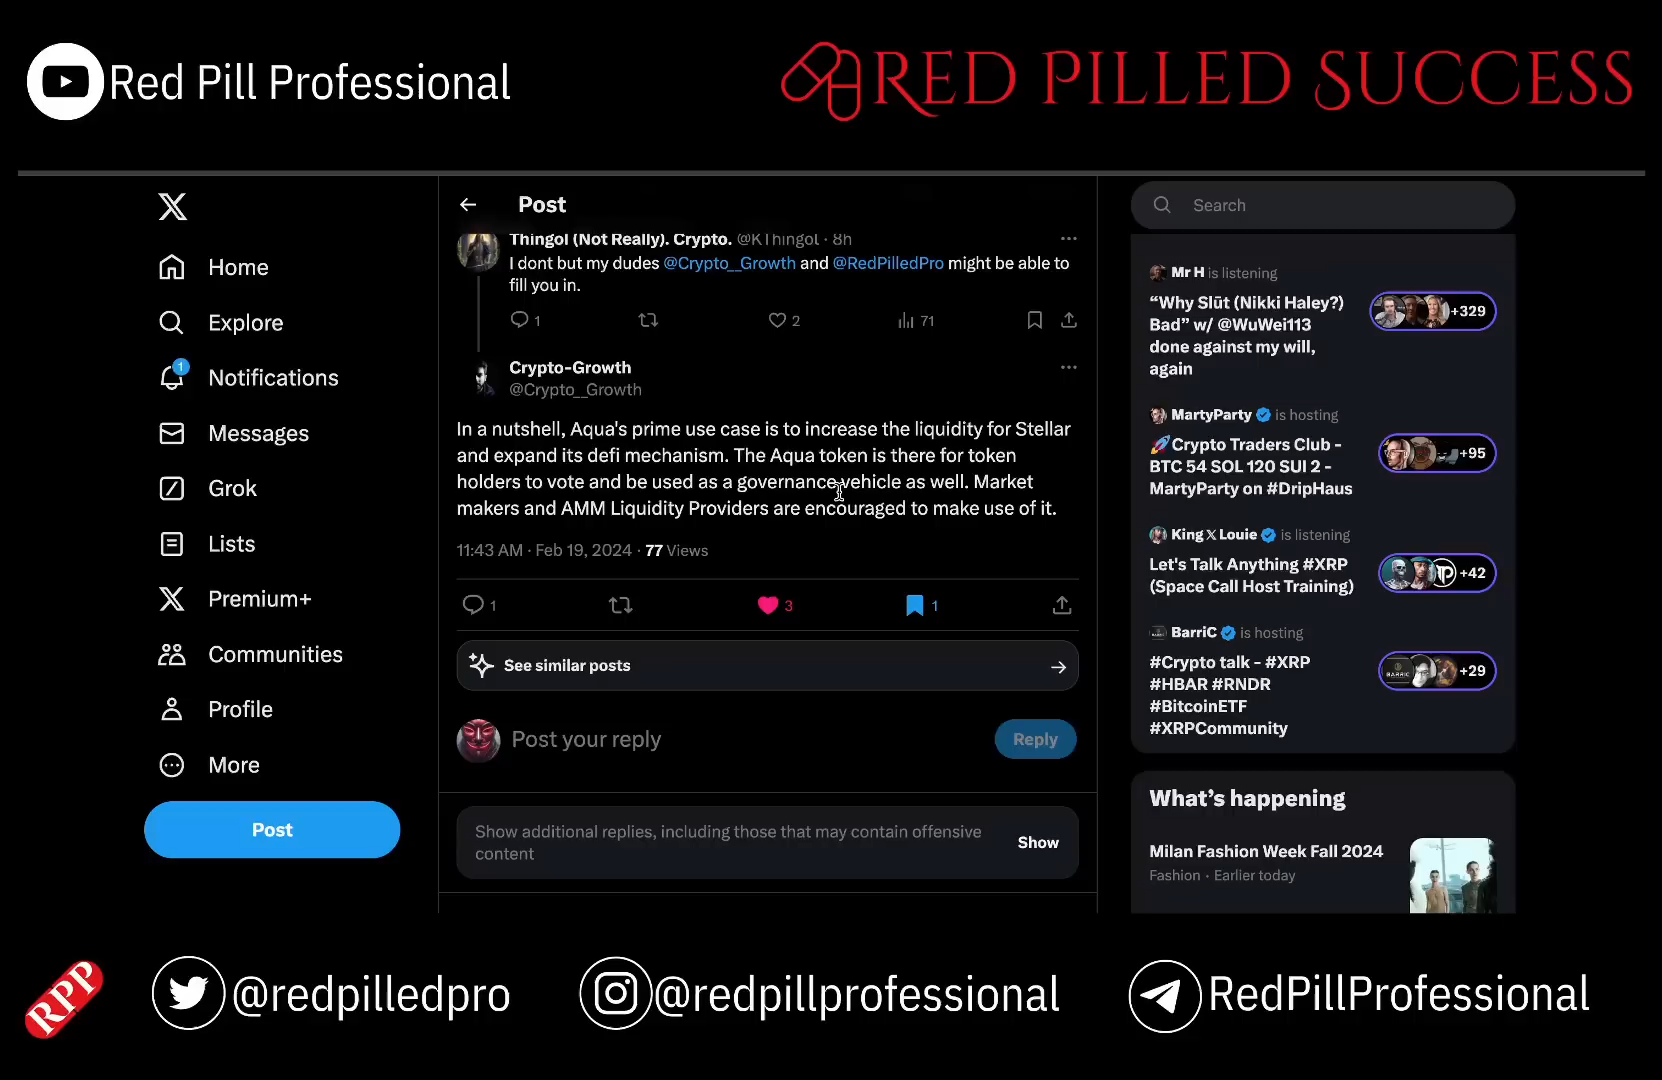 Red Pill Professional
RED PILLED SUCCESS
Home
Explore
1
Notifications
Messages
Grok
Lists
Premium+
Communities
Profile
More
Post
Post
Thingol (Not Really). Crypto. @KThingol · 8h
I dont but my dudes @Crypto__Growth and @RedPilledPro might be able to
fill you in.
1
2
71
Crypto-Growth
@Crypto__Growth
In a nutshell, Aqua's prime use case is to increase the liquidity for Stellar
and expand its defi mechanism. The Aqua token is there for token
holders to vote and be used as a governance vehicle as well. Market
makers and AMM Liquidity Providers are encouraged to make use of it.
11:43 AM · Feb 19, 2024 · 77 Views
1
3
1
See similar posts
Post your reply
Reply
Show additional replies, including those that may contain offensive
content
Show
Search
Mr H is listening
“Why Slüt (Nikki Haley?)
Bad” w/ @WuWei113
done against my will,
again
+329
MartyParty is hosting
🚀Crypto Traders Club -
BTC 54 SOL 120 SUI 2 -
MartyParty on #DripHaus
+95
King X Louie is listening
Let's Talk Anything #XRP
(Space Call Host Training)
+42
BarriC is hosting
#Crypto talk - #XRP
#HBAR #RNDR
#BitcoinETF
#XRPCommunity
BARRIC
+29
What’s happening
Milan Fashion Week Fall 2024
Fashion · Earlier today
RPP
@redpilledpro
@redpillprofessional
RedPillProfessional